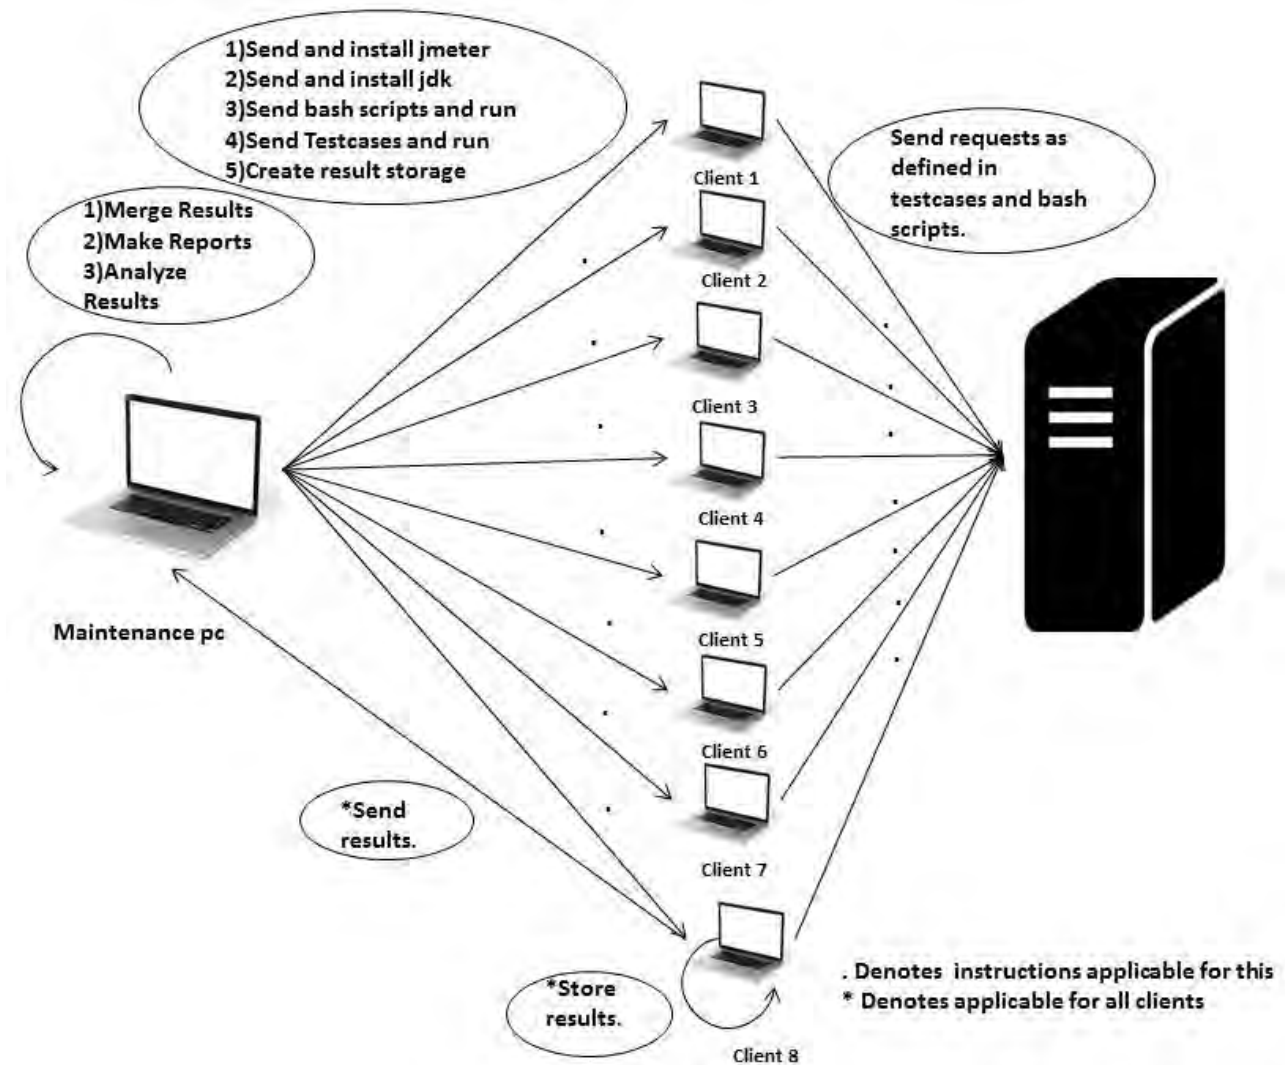 1)Send and install jmeter
2)Send and install jdk
3)Send bash scripts and run
4)Send Testcases and run
5)Create result storage
1)Merge Results
2)Make Reports
3)Analyze
Results
Send requests as
defined in
testcases and bash
scripts.
Client 1
Client 2
Client 3
Client 4
Client 5
Client 6
Client 7
Client 8
Maintenance pc
*Send
results.
*Store
results.
. Denotes instructions applicable for this
* Denotes applicable for all clients